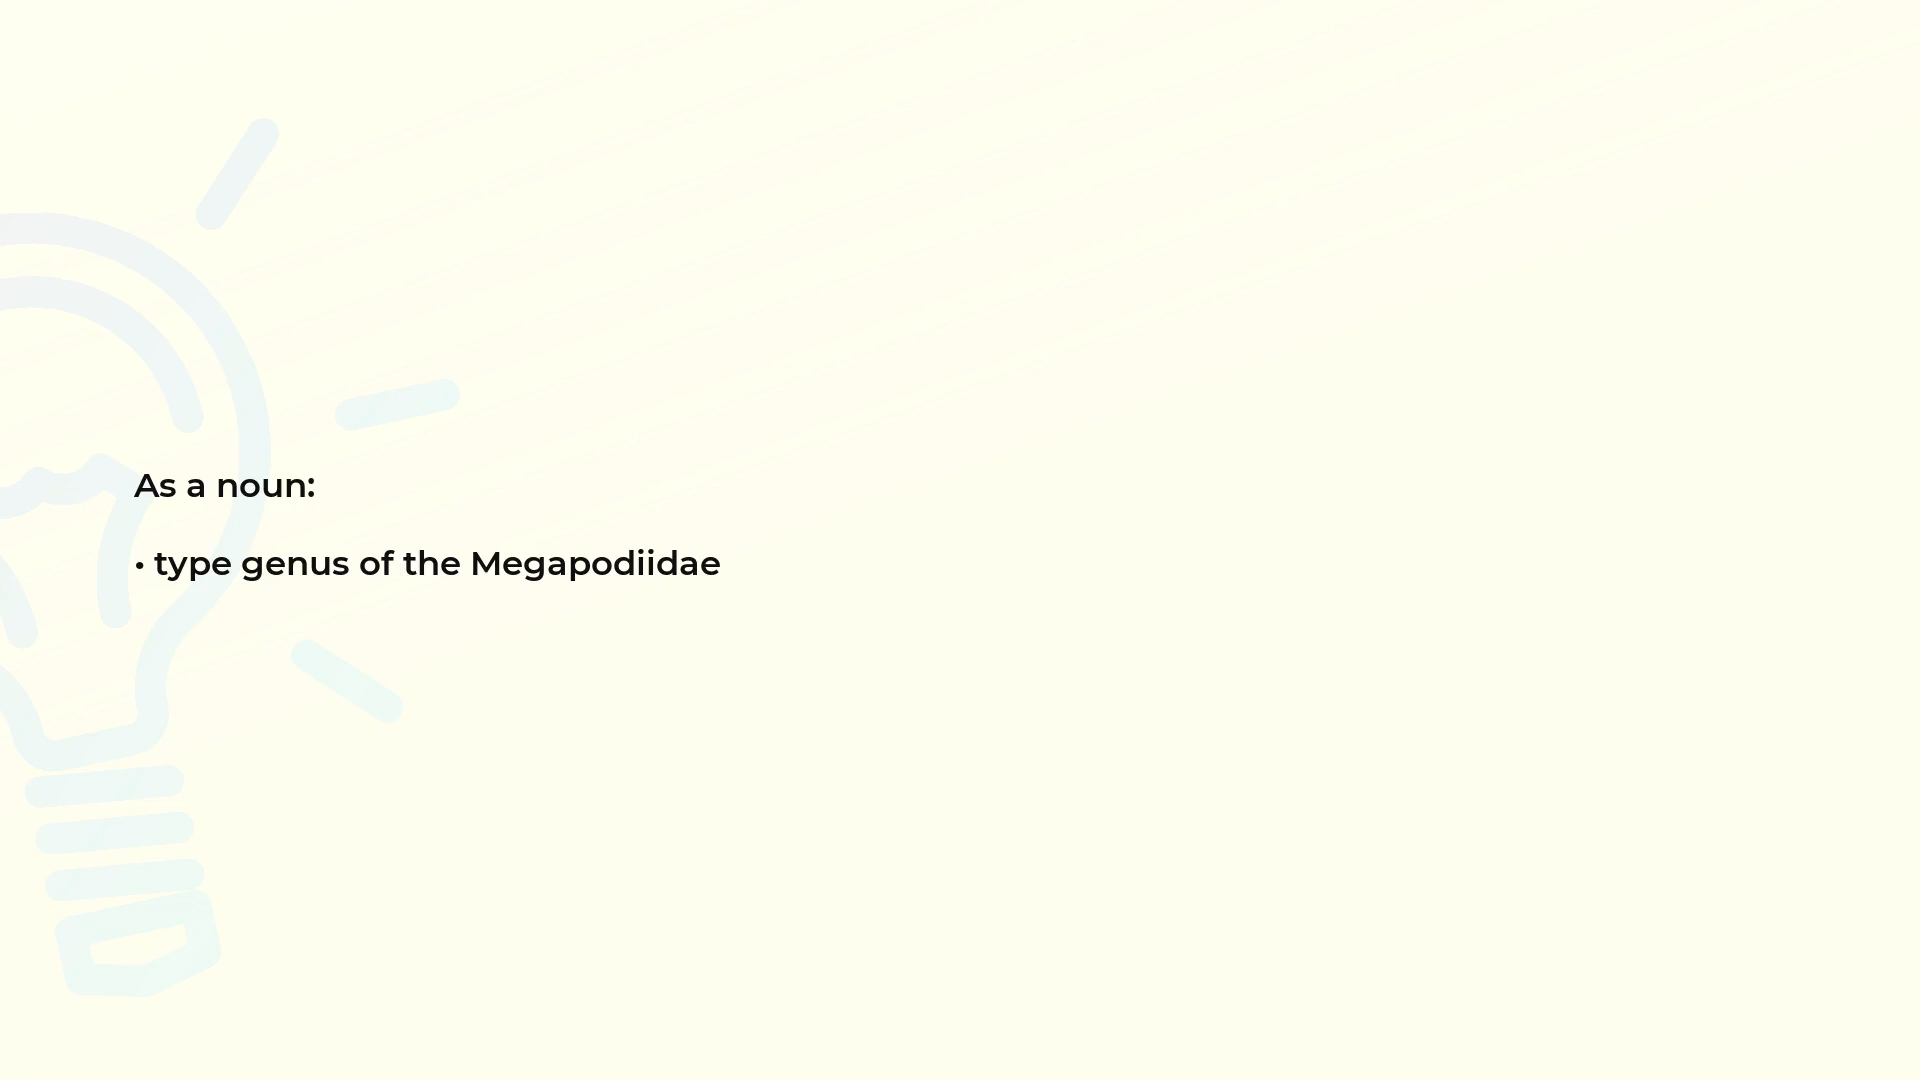 As a noun:
• type genus of the Megapodiidae